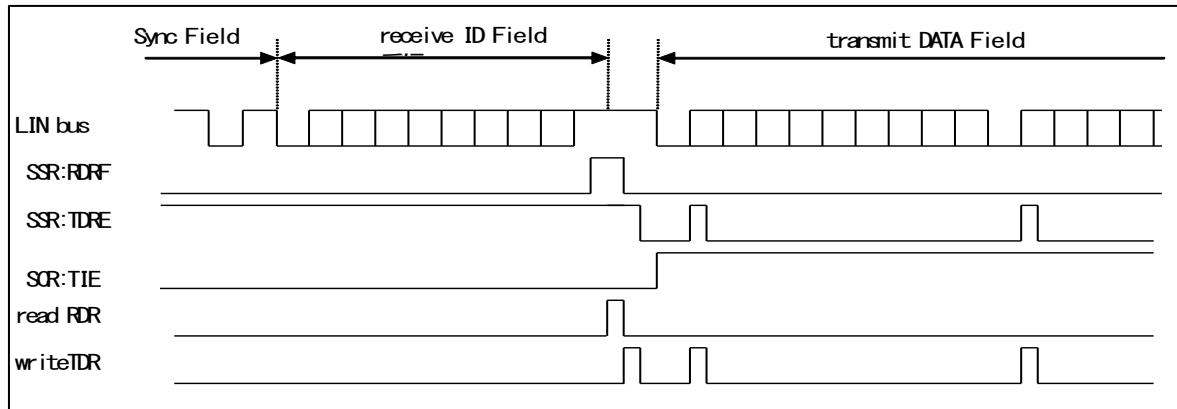 Sync Field receive ID Field transmit DATA Field
LIN bus
SSR:RDRF
SSR:TDRE
SCR:TIE
read RDR
writeTDR